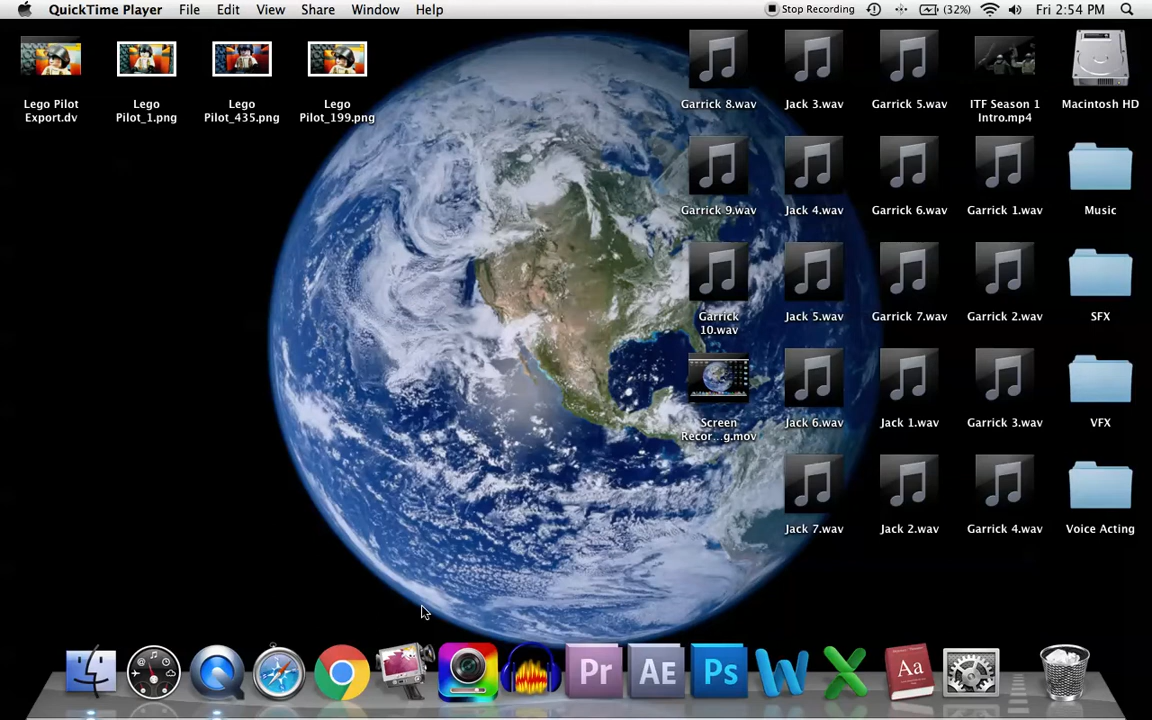 QuickTime Player File Edit View Share Window Help Stop Recording (32%) Fri 2:54 PM
Lego Pilot
Export.dv
Lego
Pilot_1.png
Lego
Pilot_435.png
Lego
Pilot_199.png
Garrick 8.wav
Jack 3.wav
Garrick 5.wav
ITF Season 1
Intro.mp4
Macintosh HD
Garrick 9.wav
Jack 4.wav
Garrick 6.wav
Garrick 1.wav
Music
Garrick
10.wav
Jack 5.wav
Garrick 7.wav
Garrick 2.wav
SFX
Screen
Recor...g.mov
Jack 6.wav
Jack 1.wav
Garrick 3.wav
VFX
Jack 7.wav
Jack 2.wav
Garrick 4.wav
Voice Acting
Pr
AE
Ps
W
X
Aa